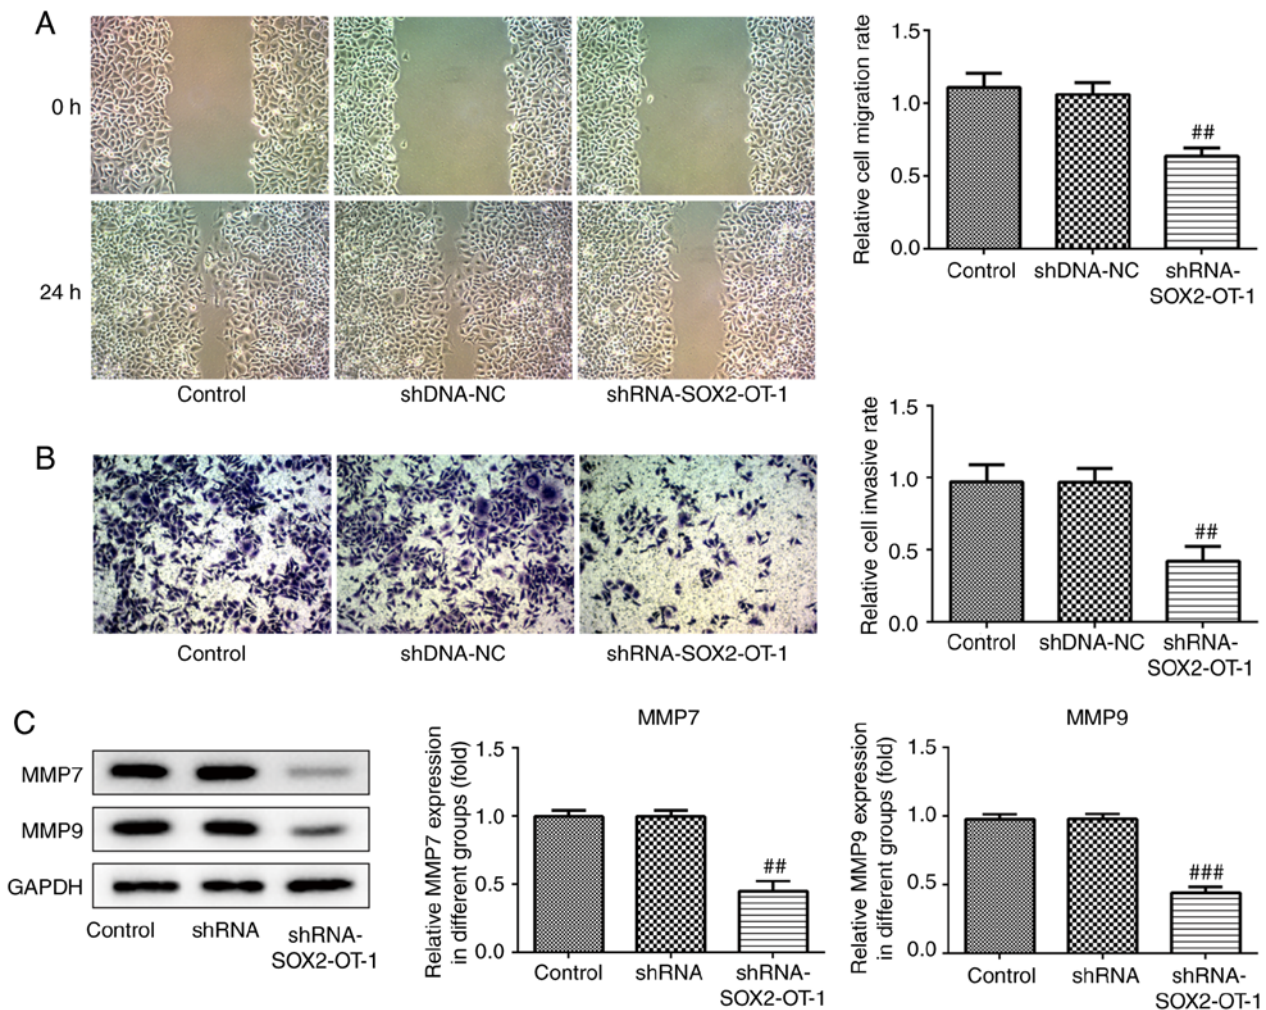 A
0 h
24 h
Control
shDNA-NC
shRNA-SOX2-OT-1
Relative cell migration rate
1.5
1.0
0.5
0.0
##
Control
shDNA-NC
shRNA-
SOX2-OT-1
B
Control
shDNA-NC
shRNA-SOX2-OT-1
Relative cell invasive rate
1.5
1.0
0.5
0.0
##
Control
shDNA-NC
shRNA-
SOX2-OT-1
C
MMP7
MMP9
GAPDH
Control
shRNA
shRNA-
SOX2-OT-1
MMP7
Relative MMP7 expression
in different groups (fold)
1.5
1.0
0.5
0.0
##
Control
shRNA
shRNA-
SOX2-OT-1
MMP9
Relative MMP9 expression
in different groups (fold)
1.5
1.0
0.5
0.0
###
Control
shRNA
shRNA-
SOX2-OT-1